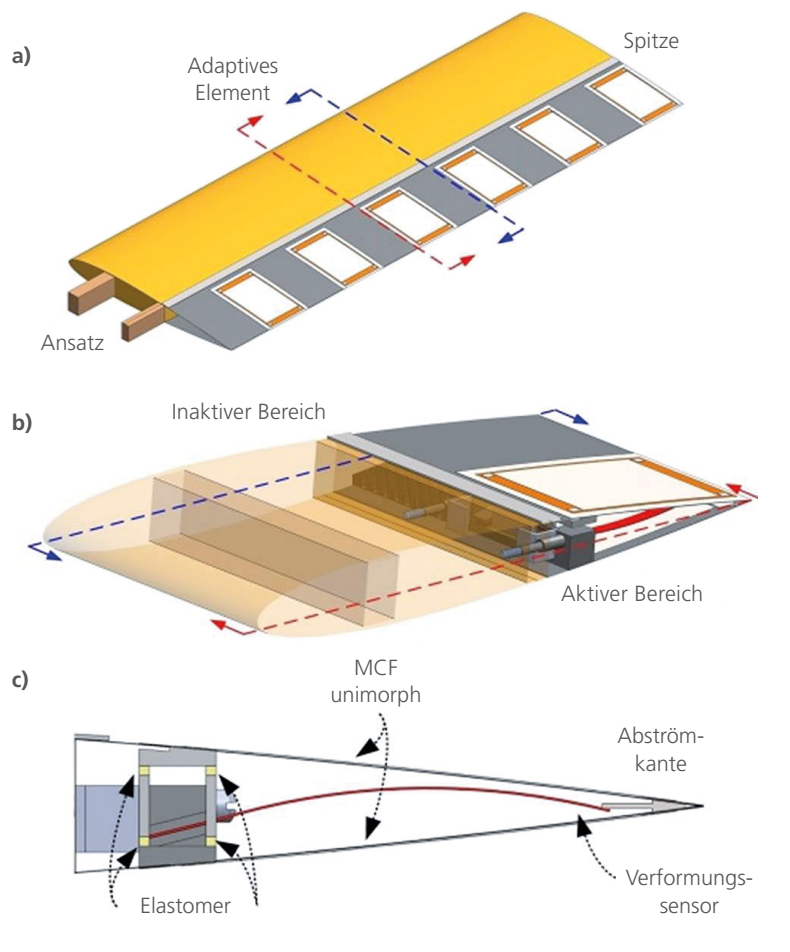 a)
Spitze
Adaptives
Element
Ansatz
b)
Inaktiver Bereich
Aktiver Bereich
c)
MCF
unimorph
Abström-
kante
Verformungs-
sensor
Elastomer